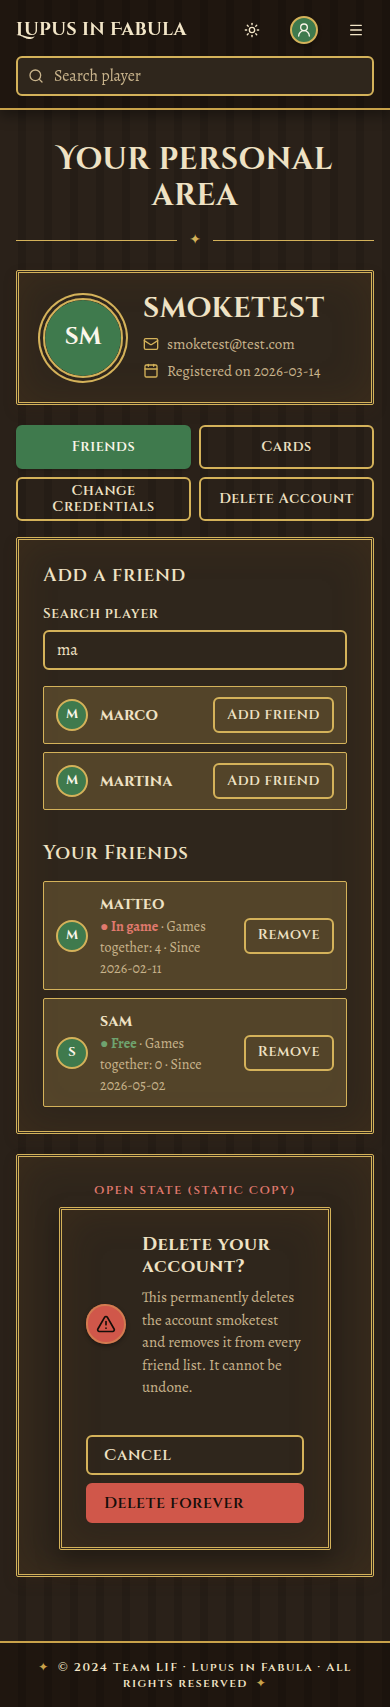 Lupus in Fabula
Search player
Your personal
area
SM
smoketest
smoketest@test.com
Registered on 2026-03-14
Friends
Cards
Change
Credentials
Delete Account
Add a friend
Search player
ma
M
marco
Add friend
M
martina
Add friend
Your Friends
M
matteo
● In game · Games
together: 4 · Since
2026-02-11
Remove
S
sam
● Free · Games
together: 0 · Since
2026-05-02
Remove
OPEN STATE (STATIC COPY)
Delete your
account?
This permanently deletes
the account smoketest
and removes it from every
friend list. It cannot be
undone.
Cancel
Delete forever
✦ © 2024 Team LIF · Lupus in Fabula · All
rights reserved ✦